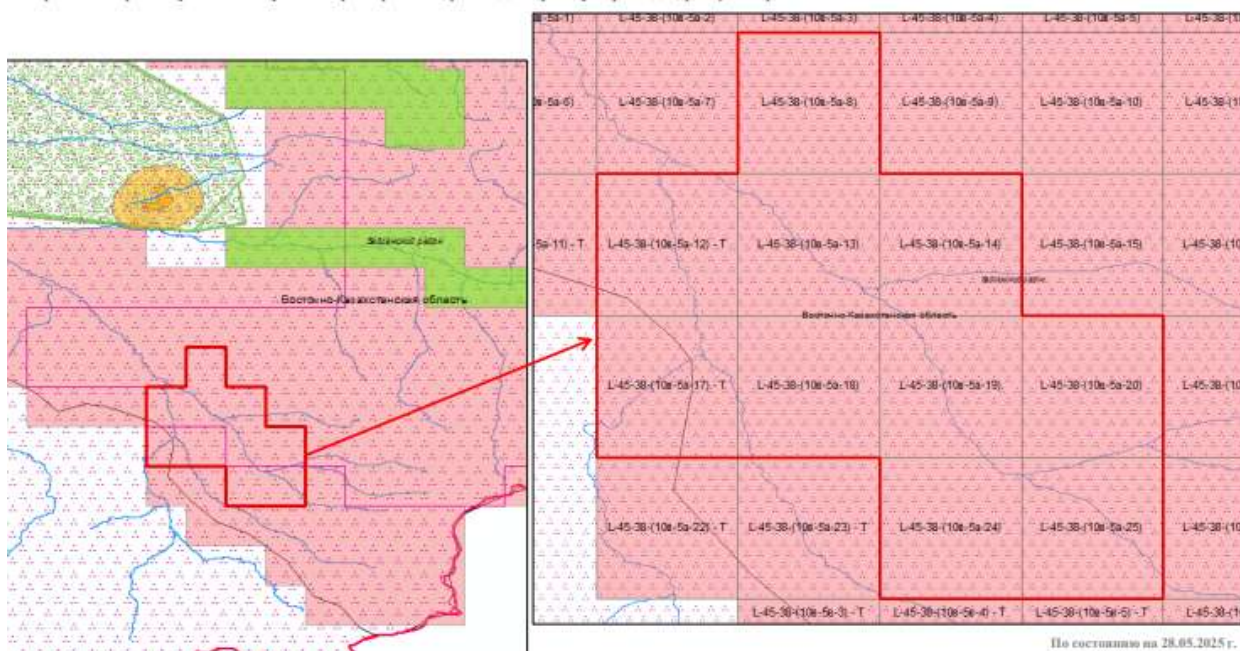 L-45-38-(10в-5а-2)
L-45-38-(10в-5а-3)
L-45-38-(10в-5а-4)
L-45-38-(10в-5а-5)
L-45-38-(10в-5а-7)
L-45-38-(10в-5а-8)
L-45-38-(10в-5а-9)
L-45-38-(10в-5а-10)
5а-11) - Т
L-45-38-(10в-5а-12) - Т
L-45-38-(10в-5а-13)
L-45-38-(10в-5а-14)
L-45-38-(10в-5а-15)
Восточно-Казахстанская область
Восточно-Казахстанская область
L-45-38-(10в-5а-17) - Т
L-45-38-(10в-5а-18)
L-45-38-(10в-5а-19)
L-45-38-(10в-5а-20)
L-45-38-(10в-5а-22) - Т
L-45-38-(10в-5а-23) - Т
L-45-38-(10в-5а-24)
L-45-38-(10в-5а-25)
L-45-38-(10в-5в-3) - Т
L-45-38-(10в-5в-4) - Т
L-45-38-(10в-5в-5) - Т
По состоянию на 28.05.2025 г.